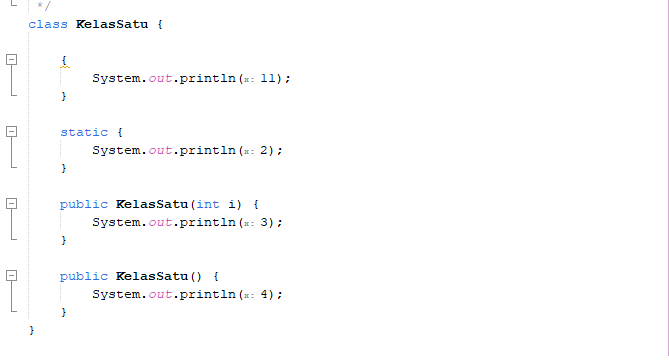 */
class KelasSatu {
{
System.out.println(x: 11);
}
static {
System.out.println(x: 2);
}
public KelasSatu(int i) {
System.out.println(x: 3);
}
public KelasSatu() {
System.out.println(x: 4);
}
}